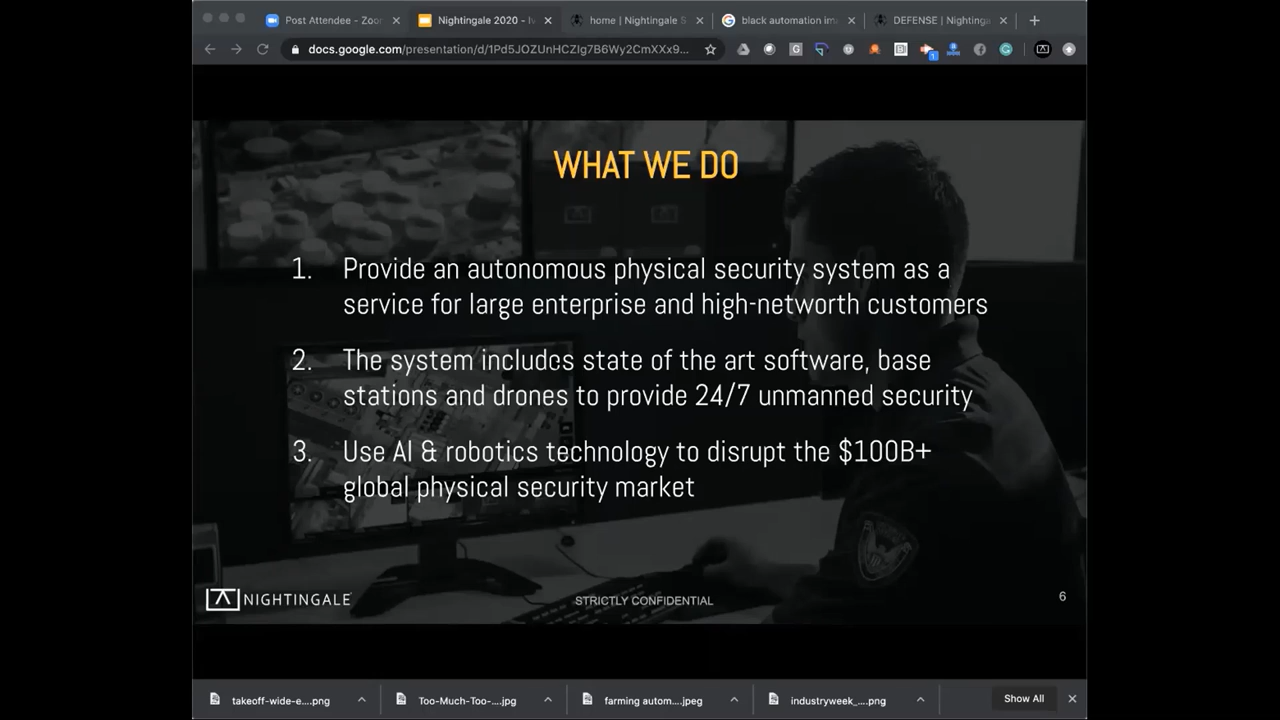 Post Attendee - Zoo
Nightingale 2020 -
home | Nightingale S
black automation im
DEFENSE | Nighting
docs.google.com/presentation/d/1Pd5JOZUnHCZIg7B6Wy2CmXXx9...
WHAT WE DO
1. Provide an autonomous physical security system as a
service for large enterprise and high-networth customers
2. The system includes state of the art software, base
stations and drones to provide 24/7 unmanned security
3. Use AI & robotics technology to disrupt the $100B+
global physical security market
NIGHTINGALE
STRICTLY CONFIDENTIAL
6
takeoff-wide-e....png
Too-Much-Too-....jpg
farming autom....jpeg
industryweek_....png
Show All